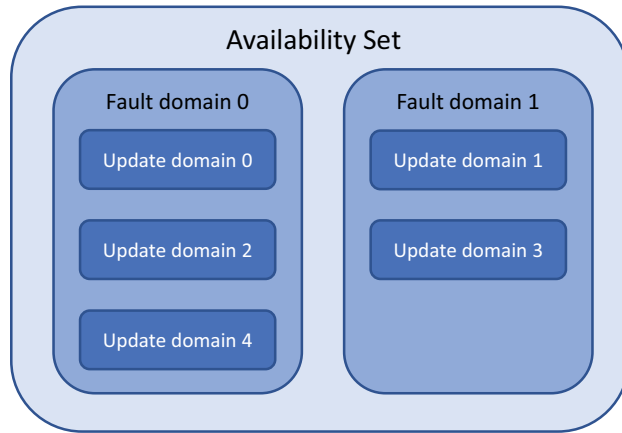 Availability Set
Fault domain 0
Update domain 0
Update domain 2
Update domain 4
Fault domain 1
Update domain 1
Update domain 3